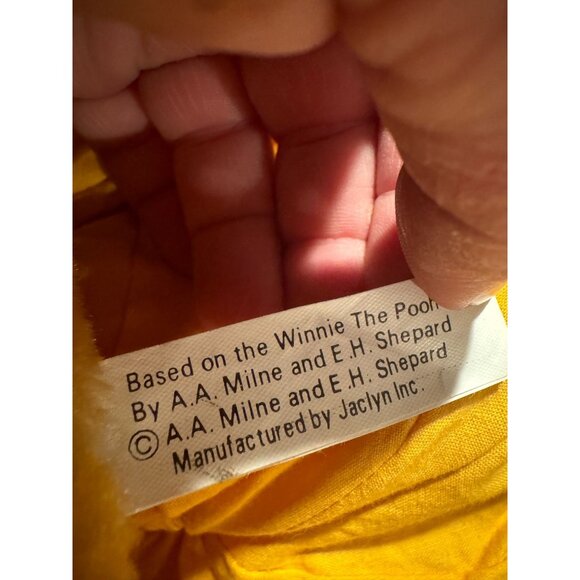 Based on the Winnie The Pooh
By A.A. Milne and E.H. Shepard
© A.A. Milne and E.H. Shepard
Manufactured by Jaclyn Inc.